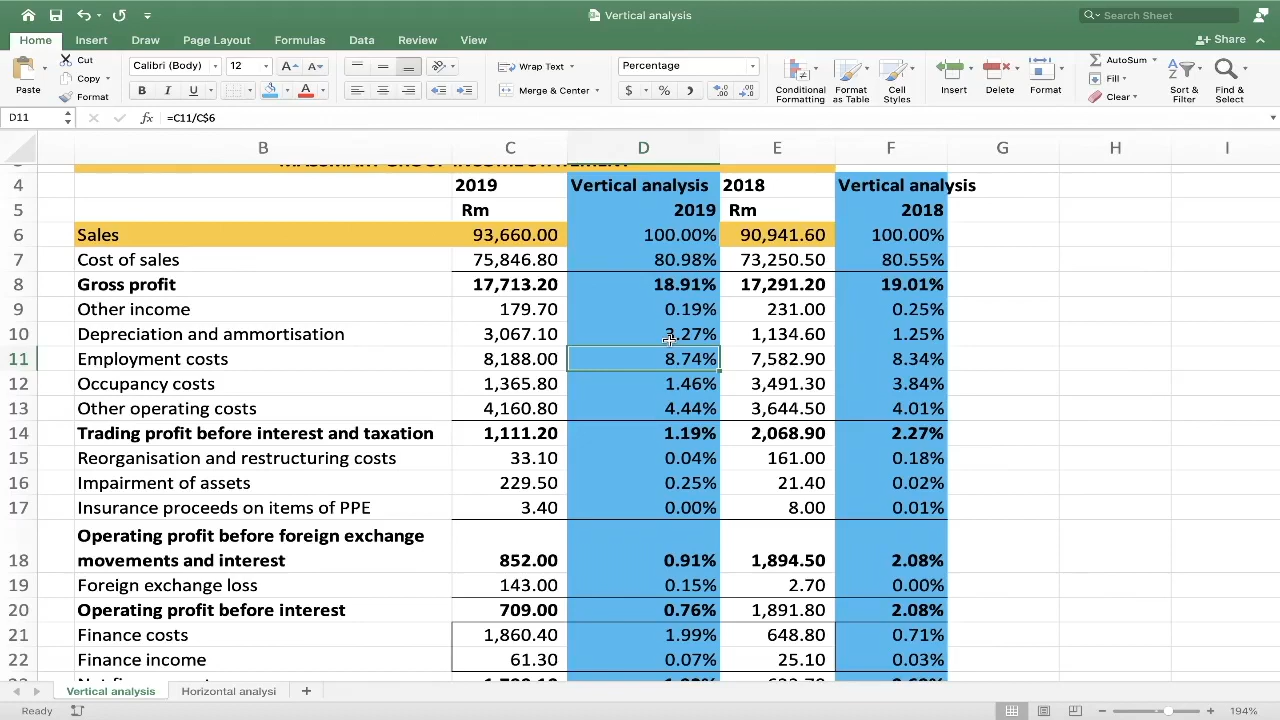 Vertical analysis
Search Sheet
Home Insert Draw Page Layout Formulas Data Review View
Share
Cut
Copy
Format
Paste
Calibri (Body) 12
B I U
Wrap Text
Merge & Center
Percentage
$ %
Conditional Formatting
Format as Table
Cell Styles
Insert Delete Format
AutoSum
Fill
Clear
Sort & Filter
Find & Select
D11 fx =C11/C$6
B C D E F G H I
4 2019 Vertical analysis 2018 Vertical analysis
5 Rm 2019 Rm 2018
6 Sales 93,660.00 100.00% 90,941.60 100.00%
7 Cost of sales 75,846.80 80.98% 73,250.50 80.55%
8 Gross profit 17,713.20 18.91% 17,291.20 19.01%
9 Other income 179.70 0.19% 231.00 0.25%
10 Depreciation and ammortisation 3,067.10 3.27% 1,134.60 1.25%
11 Employment costs 8,188.00 8.74% 7,582.90 8.34%
12 Occupancy costs 1,365.80 1.46% 3,491.30 3.84%
13 Other operating costs 4,160.80 4.44% 3,644.50 4.01%
14 Trading profit before interest and taxation 1,111.20 1.19% 2,068.90 2.27%
15 Reorganisation and restructuring costs 33.10 0.04% 161.00 0.18%
16 Impairment of assets 229.50 0.25% 21.40 0.02%
17 Insurance proceeds on items of PPE 3.40 0.00% 8.00 0.01%
Operating profit before foreign exchange
18 movements and interest 852.00 0.91% 1,894.50 2.08%
19 Foreign exchange loss 143.00 0.15% 2.70 0.00%
20 Operating profit before interest 709.00 0.76% 1,891.80 2.08%
21 Finance costs 1,860.40 1.99% 648.80 0.71%
22 Finance income 61.30 0.07% 25.10 0.03%
Vertical analysis Horizontal analysi +
Ready
194%